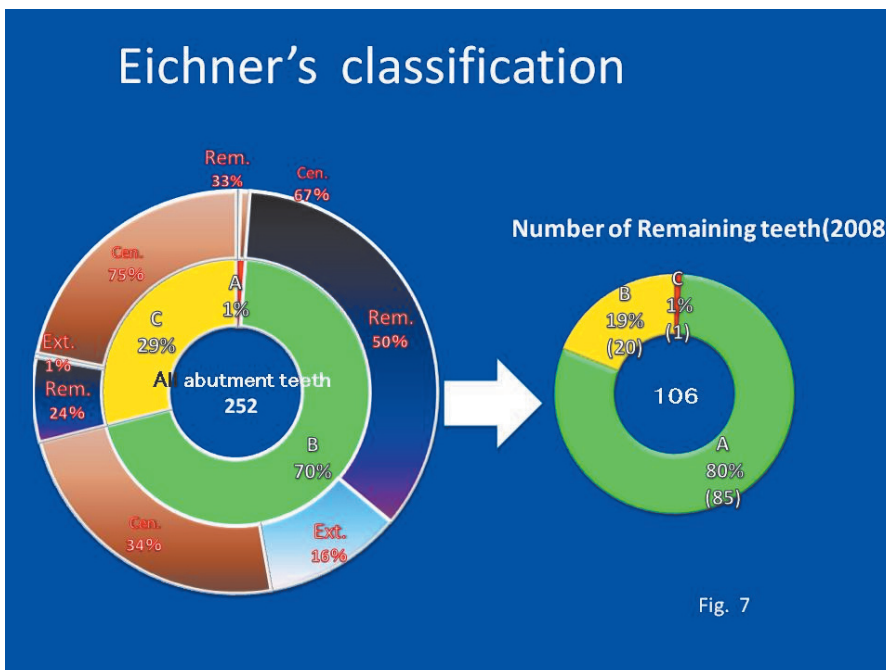 Eichner's classification
Rem.
33%
Cen.
67%
Cen.
75%
A
1%
C
29%
Ext.
1%
Rem.
24%
All abutment teeth
252
Rem.
50%
B
70%
Cen.
34%
Ext.
16%
Number of Remaining teeth(2008
C
1%
(1)
B
19%
(20)
106
A
80%
(85)
Fig. 7